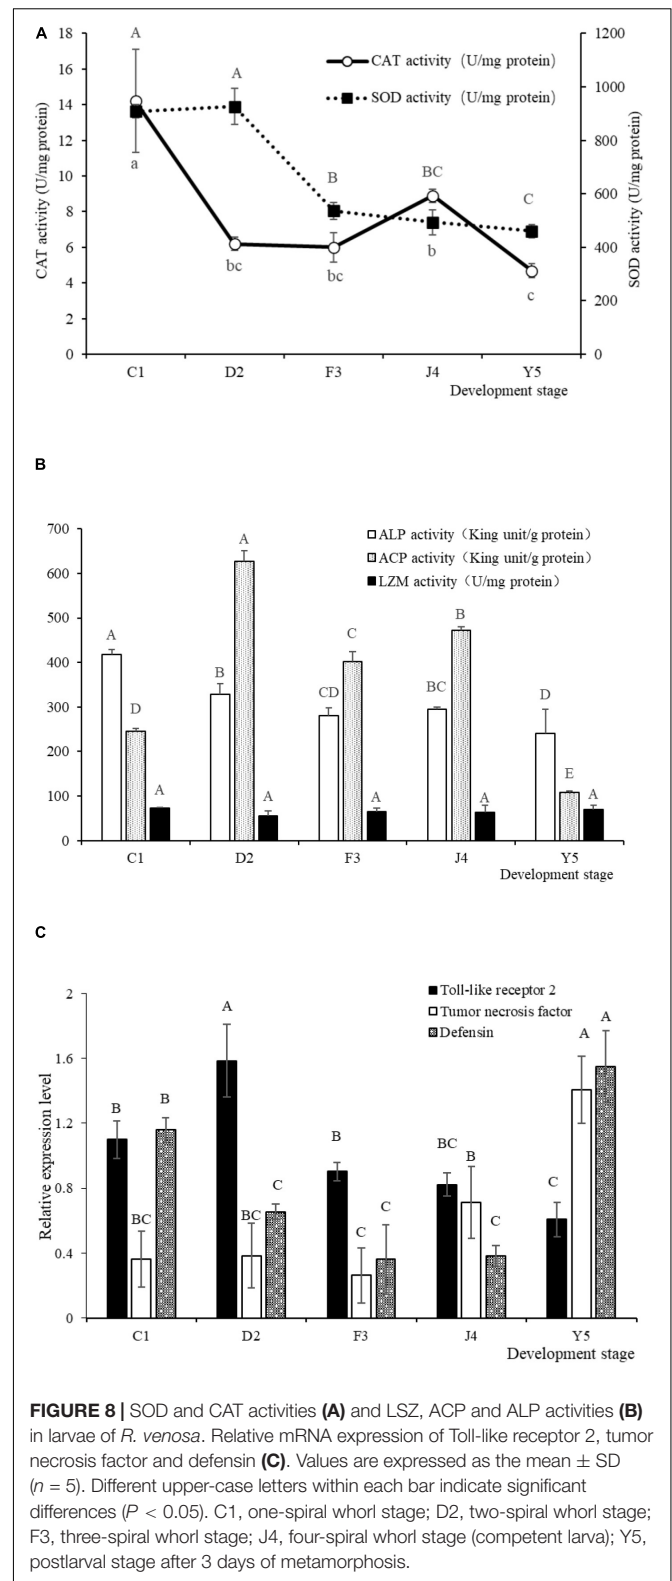 A
18
16
14
12
10
8
6
4
2
0
CAT activity (U/mg protein)
1200
1000
800
600
400
200
0
SOD activity (U/mg protein)
CAT activity（U/mg protein）
SOD activity（U/mg protein）
A
A
B
BC
C
a
bc
bc
b
c
C1 D2 F3 J4 Y5
Development stage
B
700
600
500
400
300
200
100
0
ALP activity（King unit/g protein）
ACP activity（King unit/g protein）
LZM activity（U/mg protein）
A D A
B A A
CD C A
BC B A
D E A
C1 D2 F3 J4 Y5
Development stage
C
2
1.6
1.2
0.8
0.4
0
Relative expression level
Toll-like receptor 2
Tumor necrosis factor
Defensin
B BC B
A BC C
B C C
BC B C
C A A
C1 D2 F3 J4 Y5
Development stage
FIGURE 8 | SOD and CAT activities (A) and LSZ, ACP and ALP activities (B)
in larvae of R. venosa. Relative mRNA expression of Toll-like receptor 2, tumor
necrosis factor and defensin (C). Values are expressed as the mean ± SD
(n = 5). Different upper-case letters within each bar indicate significant
differences (P < 0.05). C1, one-spiral whorl stage; D2, two-spiral whorl stage;
F3, three-spiral whorl stage; J4, four-spiral whorl stage (competent larva); Y5,
postlarval stage after 3 days of metamorphosis.